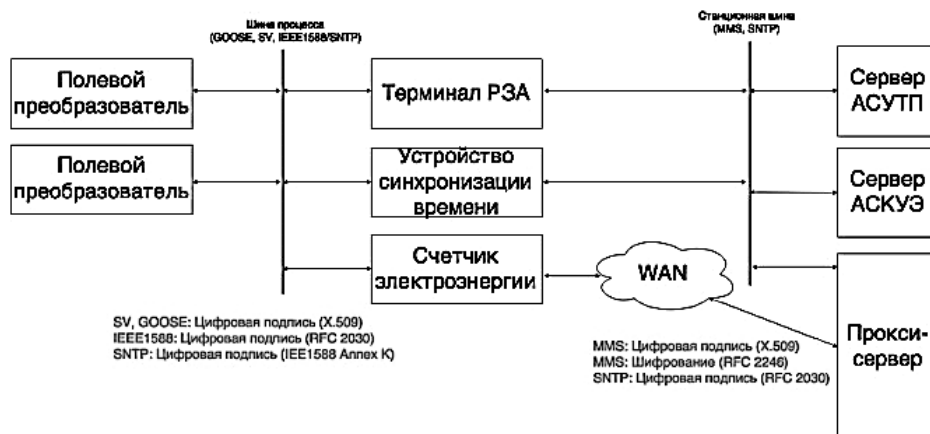 Шина процесса
(GOOSE, SV, IEEE1588/SNTP)
Станционная шина
(MMS, SNTP)
Полевой
преобразователь
Терминал РЗА
Сервер
АСУТП
Полевой
преобразователь
Устройство
синхронизации
времени
Сервер
АСКУЭ
Счетчик
электроэнергии
WAN
Прокси-
сервер
SV, GOOSE: Цифровая подпись (X.509)
IEEE1588: Цифровая подпись (RFC 2030)
SNTP: Цифровая подпись (IEE1588 Annex K)
MMS: Цифровая подпись (X.509)
MMS: Шифрование (RFC 2246)
SNTP: Цифровая подпись (RFC 2030)